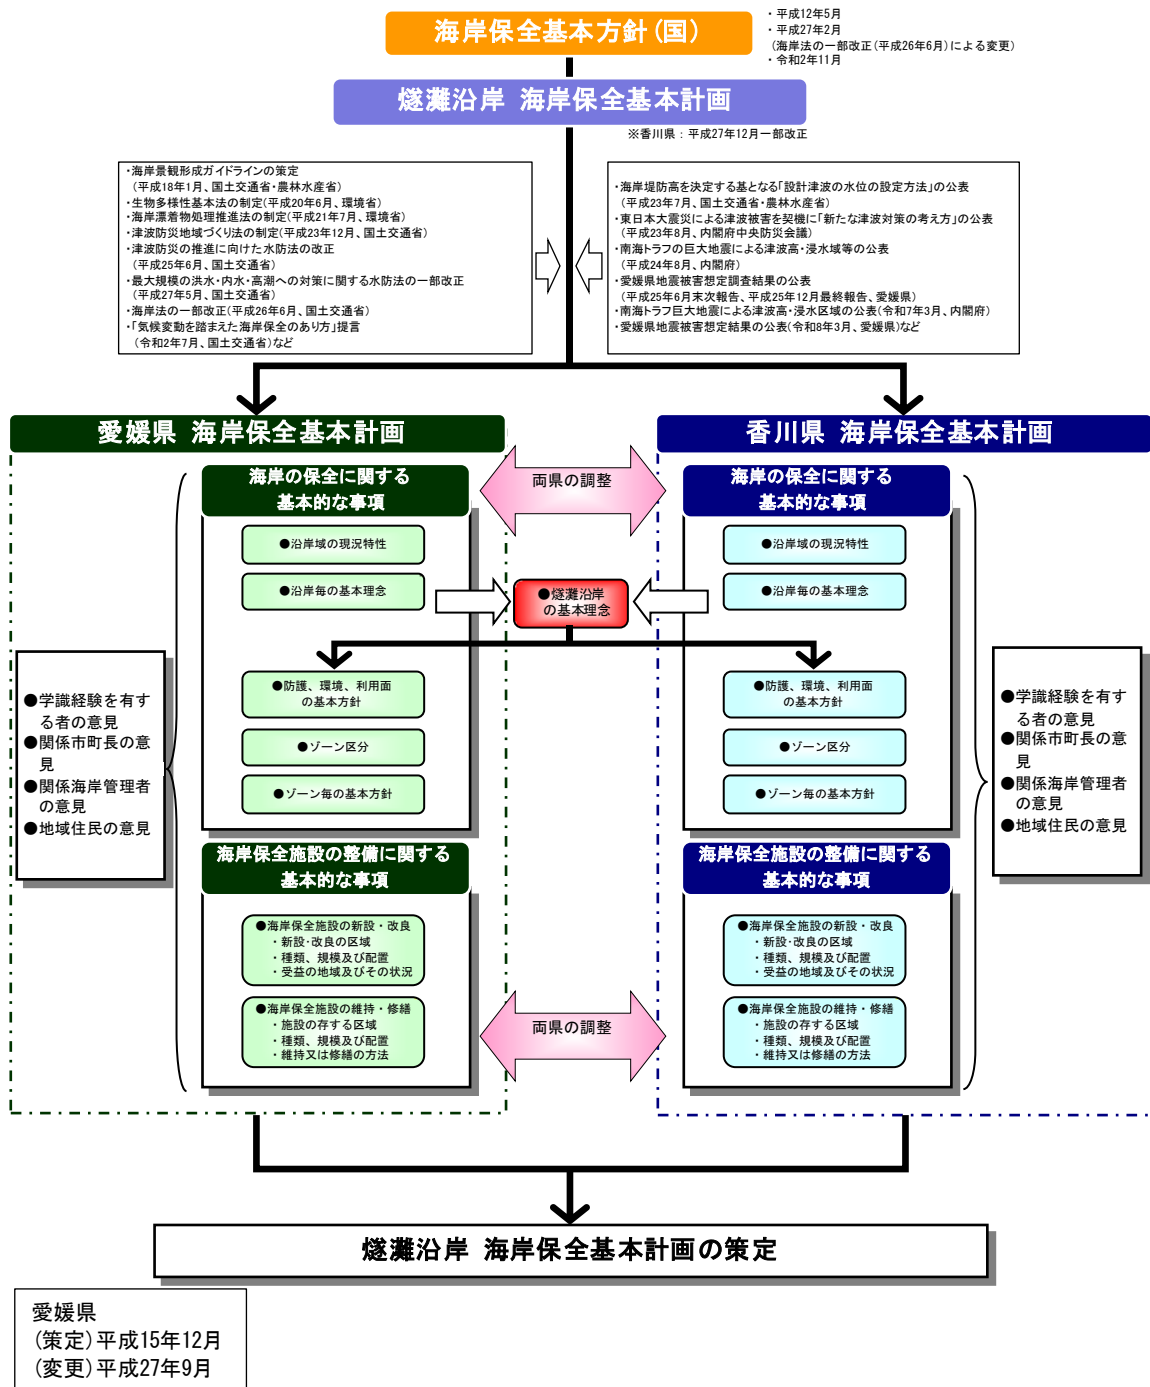 海岸保全基本方針(国)
・平成12年5月
・平成27年2月
(海岸法の一部改正(平成26年6月)による変更)
・令和2年11月
燧灘沿岸 海岸保全基本計画
※香川県：平成27年12月一部改正
・海岸景観形成ガイドラインの策定
(平成18年1月、国土交通省・農林水産省)
・生物多様性基本法の制定(平成20年6月、環境省)
・海岸漂着物処理推進法の制定(平成21年7月、環境省)
・津波防災地域づくり法の制定(平成23年12月、国土交通省)
・津波防災の推進に向けた水防法の改正
(平成25年6月、国土交通省)
・最大規模の洪水・内水・高潮への対策に関する水防法の一部改正
(平成27年5月、国土交通省)
・海岸法の一部改正(平成26年6月、国土交通省)
・「気候変動を踏まえた海岸保全のあり方」提言
(令和2年7月、国土交通省)など
・海岸堤防高を決定する基となる「設計津波の水位の設定方法」の公表
(平成23年7月、国土交通省・農林水産省)
・東日本大震災による津波被害を契機に「新たな津波対策の考え方」の公表
(平成23年8月、内閣府中央防災会議)
・南海トラフの巨大地震による津波高・浸水域等の公表
(平成24年8月、内閣府)
・愛媛県地震被害想定調査結果の公表
(平成25年6月末次報告、平成25年12月最終報告、愛媛県)
・南海トラフ巨大地震による津波高・浸水区域の公表(令和7年3月、内閣府)
・愛媛県地震被害想定結果の公表(令和8年3月、愛媛県)など
愛媛県 海岸保全基本計画
海岸の保全に関する
基本的な事項
●沿岸域の現況特性
●沿岸毎の基本理念
●防護、環境、利用面
の基本方針
●ゾーン区分
●ゾーン毎の基本方針
海岸保全施設の整備に関する
基本的な事項
●海岸保全施設の新設・改良
・新設・改良の区域
・種類、規模及び配置
・受益の地域及びその状況
●海岸保全施設の維持・修繕
・施設の存する区域
・種類、規模及び配置
・維持又は修繕の方法
●学識経験を有す
る者の意見
●関係市町長の意
見
●関係海岸管理者
の意見
●地域住民の意見
両県の調整
●燧灘沿岸
の基本理念
両県の調整
香川県 海岸保全基本計画
海岸の保全に関する
基本的な事項
●沿岸域の現況特性
●沿岸毎の基本理念
●防護、環境、利用面
の基本方針
●ゾーン区分
●ゾーン毎の基本方針
海岸保全施設の整備に関する
基本的な事項
●海岸保全施設の新設・改良
・新設・改良の区域
・種類、規模及び配置
・受益の地域及びその状況
●海岸保全施設の維持・修繕
・施設の存する区域
・種類、規模及び配置
・維持又は修繕の方法
●学識経験を有す
る者の意見
●関係市町長の意
見
●関係海岸管理者
の意見
●地域住民の意見
燧灘沿岸 海岸保全基本計画の策定
愛媛県
(策定)平成15年12月
(変更)平成27年9月